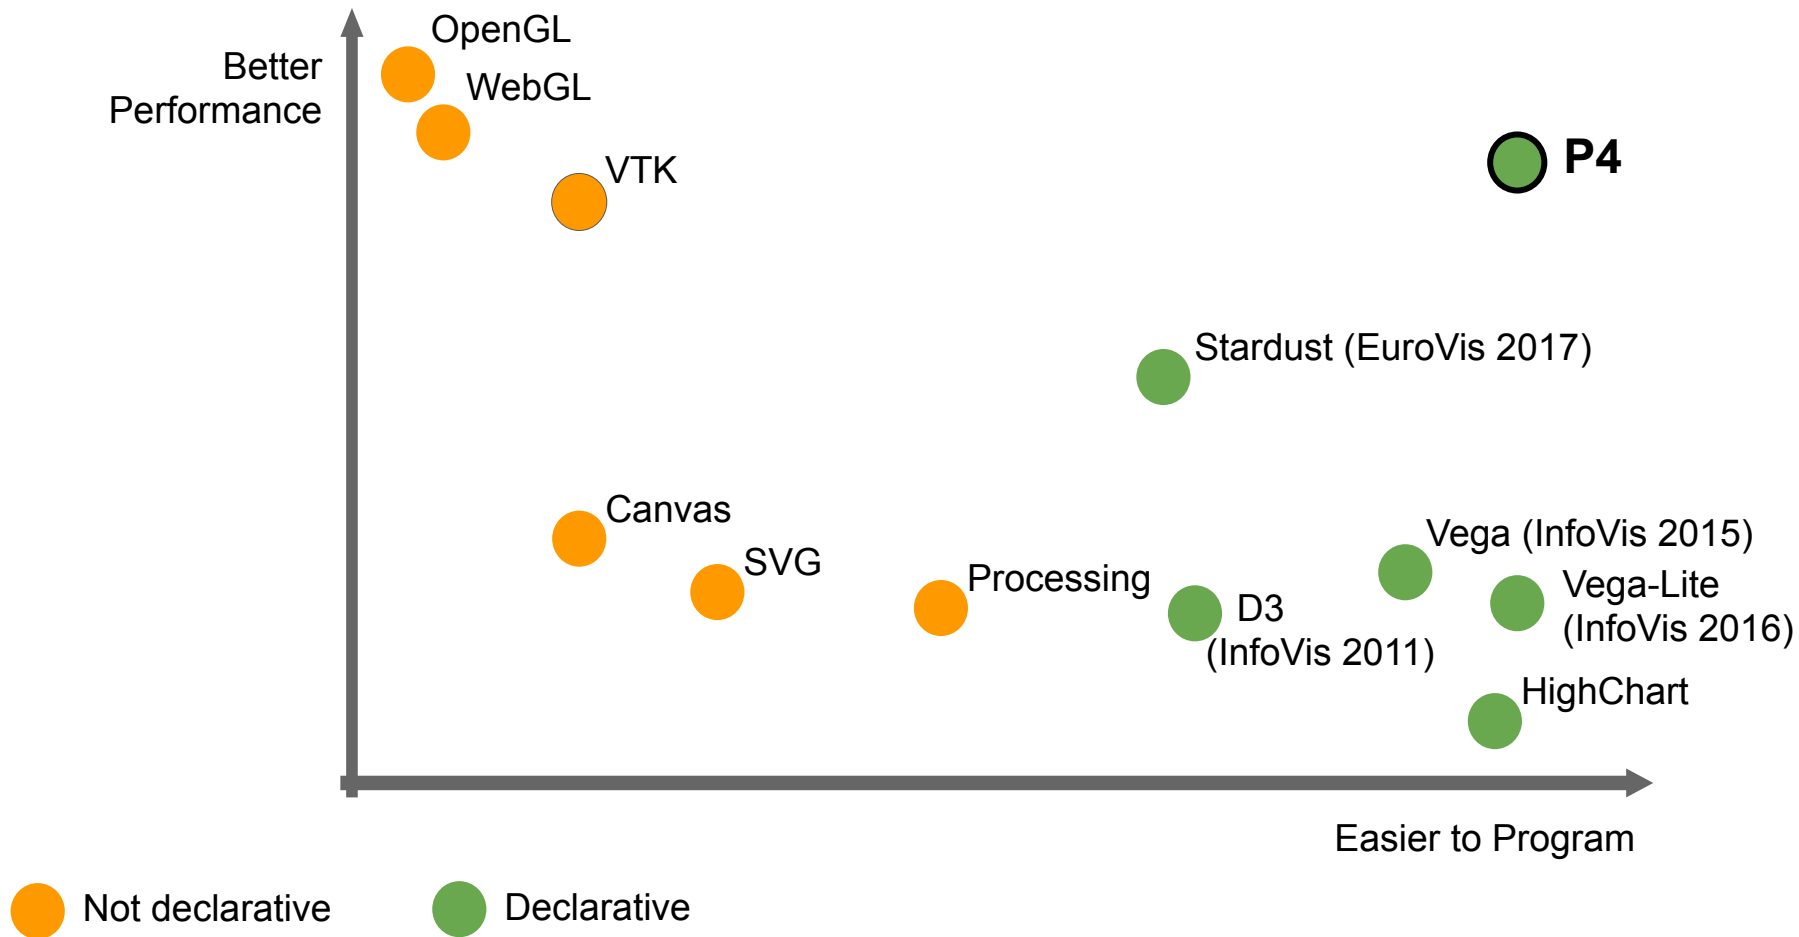 OpenGL
Better
Performance
WebGL
P4
VTK
Stardust (EuroVis 2017)
Canvas
Vega (InfoVis 2015)
SVG
Processing
Vega-Lite
(InfoVis 2016)
D3
(InfoVis 2011)
HighChart
Easier to Program
Not declarative
Declarative